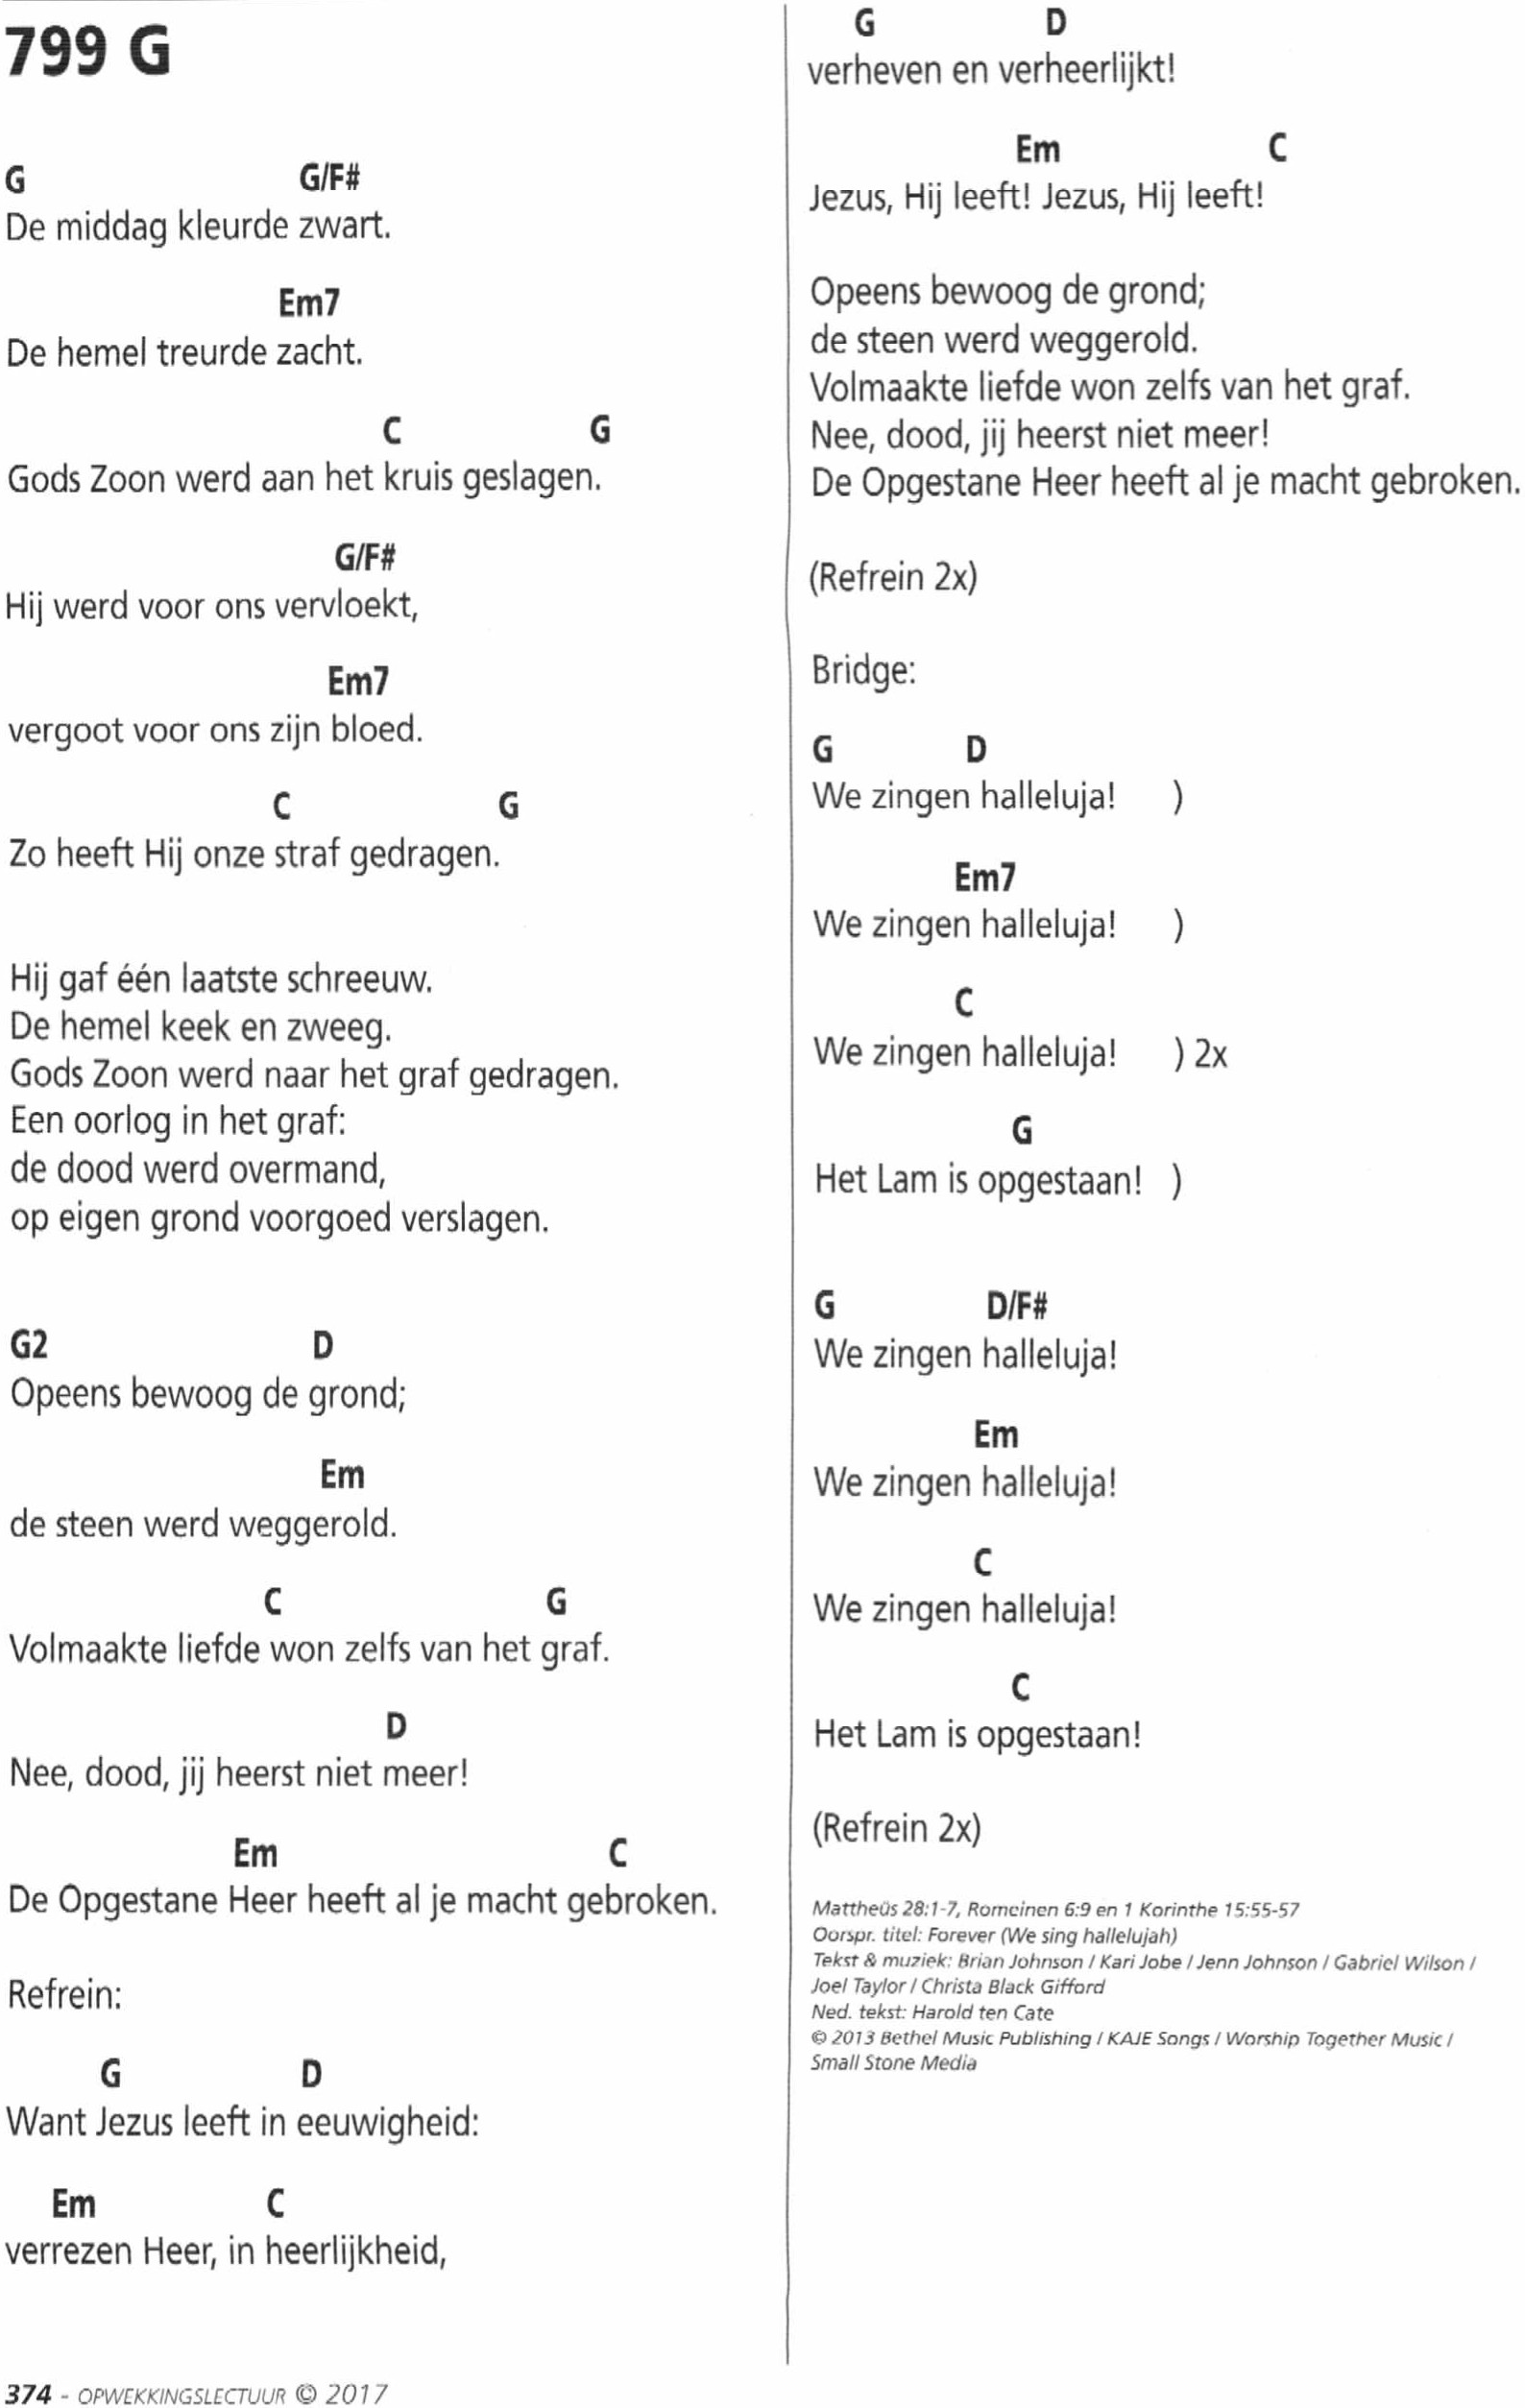 799 G
G G/F#
De middag kleurde zwart.
Em7
De hemel treurde zacht.
C G
Gods Zoon werd aan het kruis geslagen.
G/F#
Hij werd voor ons vervloekt,
Em7
vergoot voor ons zijn bloed.
C G
Zo heeft Hij onze straf gedragen.
Hij gaf één laatste schreeuw.
De hemel keek en zweeg.
Gods Zoon werd naar het graf gedragen.
Een oorlog in het graf:
de dood werd overmand,
op eigen grond voorgoed verslagen.
G2 D
Opeens bewoog de grond;
Em
de steen werd weggerold.
C G
Volmaakte liefde won zelfs van het graf.
D
Nee, dood, jij heerst niet meer!
Em C
De Opgestane Heer heeft al je macht gebroken.
Refrein:
G D
Want Jezus leeft in eeuwigheid:
Em C
verrezen Heer, in heerlijkheid,
G D
verheven en verheerlijkt!
Em C
Jezus, Hij leeft! Jezus, Hij leeft!
Opeens bewoog de grond;
de steen werd weggerold.
Volmaakte liefde won zelfs van het graf.
Nee, dood, jij heerst niet meer!
De Opgestane Heer heeft al je macht gebroken.
(Refrein 2x)
Bridge:
G D
We zingen halleluja! )
Em7
We zingen halleluja! )
C
We zingen halleluja! ) 2x
G
Het Lam is opgestaan! )
G D/F#
We zingen halleluja!
Em
We zingen halleluja!
C
We zingen halleluja!
C
Het Lam is opgestaan!
(Refrein 2x)
Mattheüs 28:1-7, Romeinen 6:9 en 1 Korinthe 15:55-57
Oorspr. titel: Forever (We sing hallelujah)
Tekst & muziek: Brian Johnson / Kari Jobe / Jenn Johnson / Gabriel Wilson /
Joel Taylor / Christa Black Gifford
Ned. tekst: Harold ten Cate
© 2013 Bethel Music Publishing / KAJE Songs / Worship Together Music /
Small Stone Media
374 - OPWEKKINGSLECTUUR © 2017